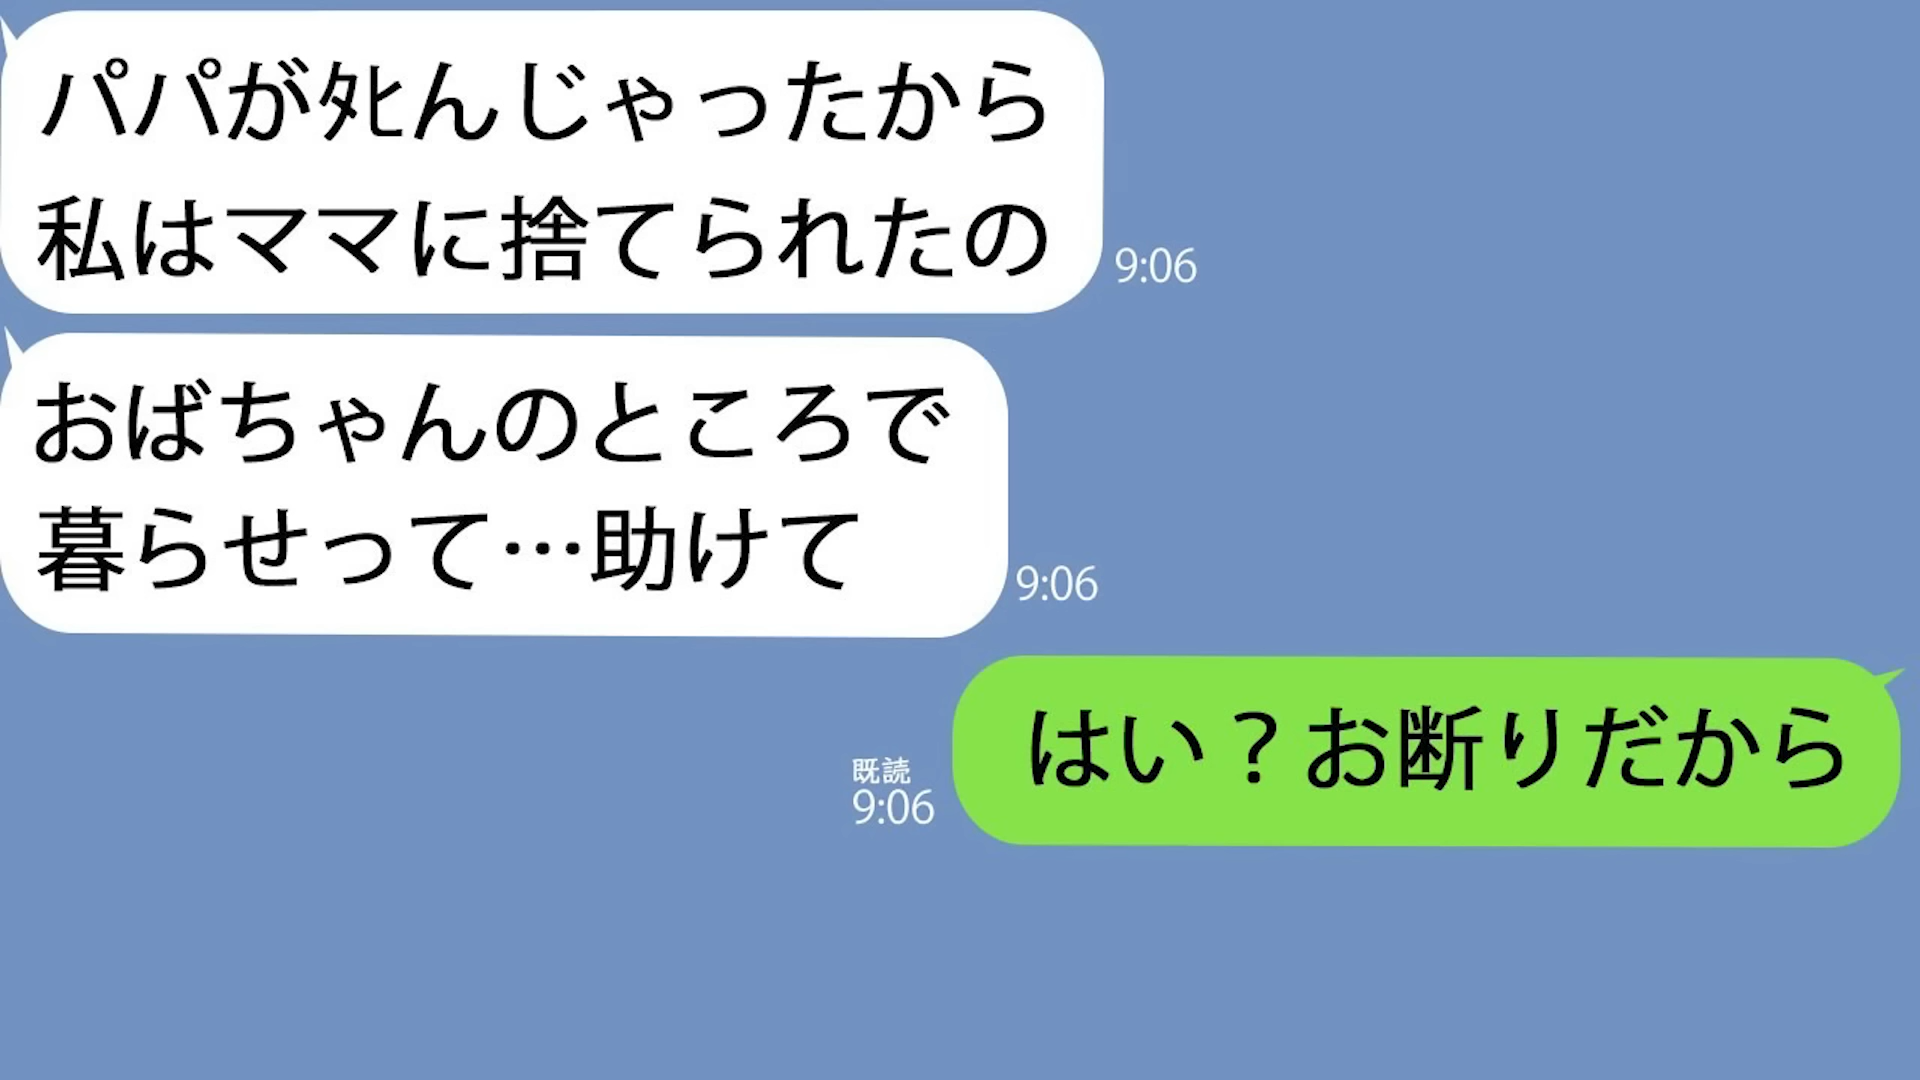 パパがﾀﾋんじゃったから
私はママに捨てられたの
9:06
おばちゃんのところで
暮らせって…助けて
9:06
はい？お断りだから
既読
9:06